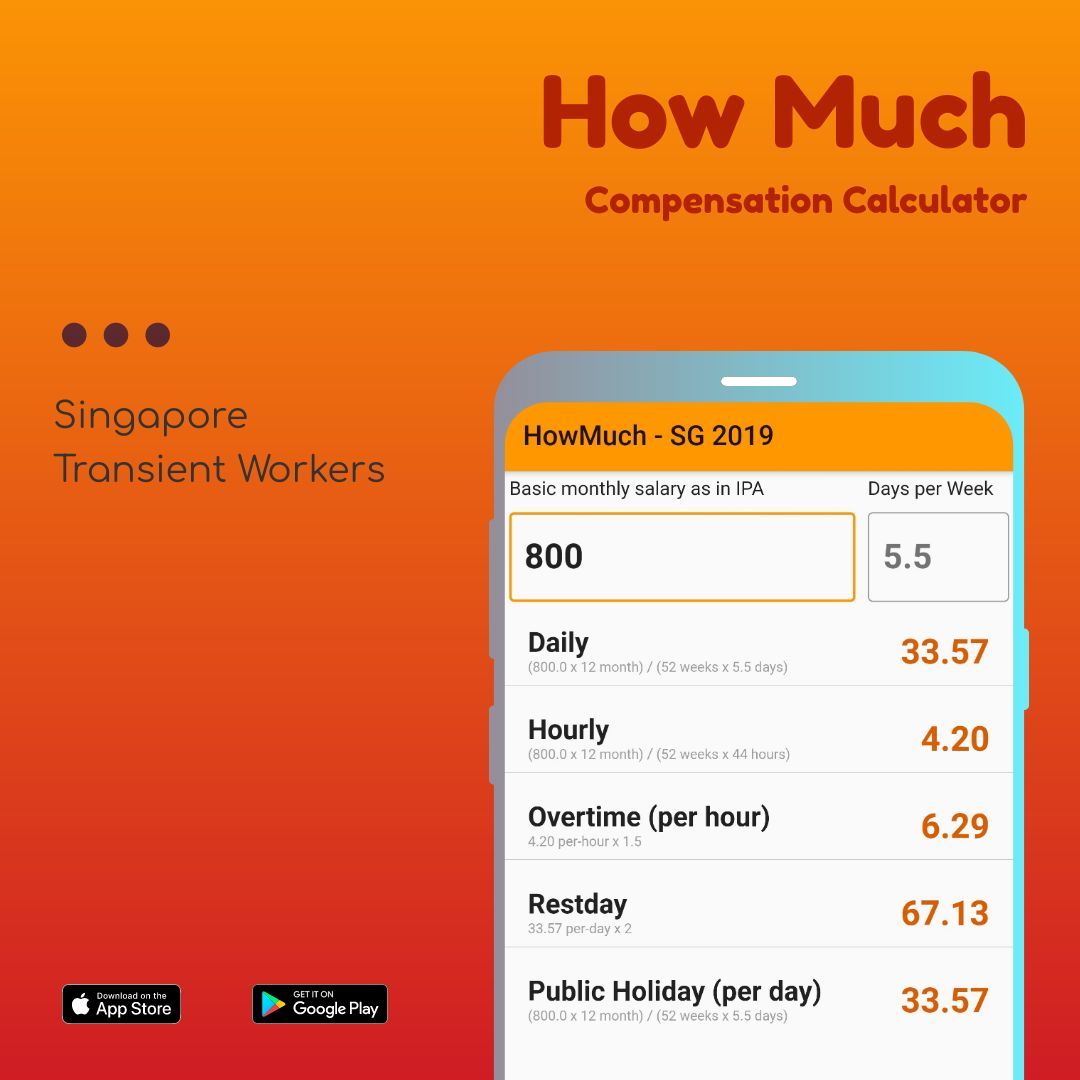 How Much
Compensation Calculator
Singapore
Transient Workers
HowMuch - SG 2019
Basic monthly salary as in IPA
Days per Week
800
5.5
Daily
33.57
(800.0 x 12 month) / (52 weeks x 5.5 days)
Hourly
4.20
(800.0 x 12 month) / (52 weeks x 44 hours)
Overtime (per hour)
6.29
4.20 per-hour x 1.5
Restday
67.13
33.57 per-day x 2
Public Holiday (per day)
33.57
(800.0 x 12 month) / (52 weeks x 5.5 days)
Download on the
App Store
GET IT ON
Google Play